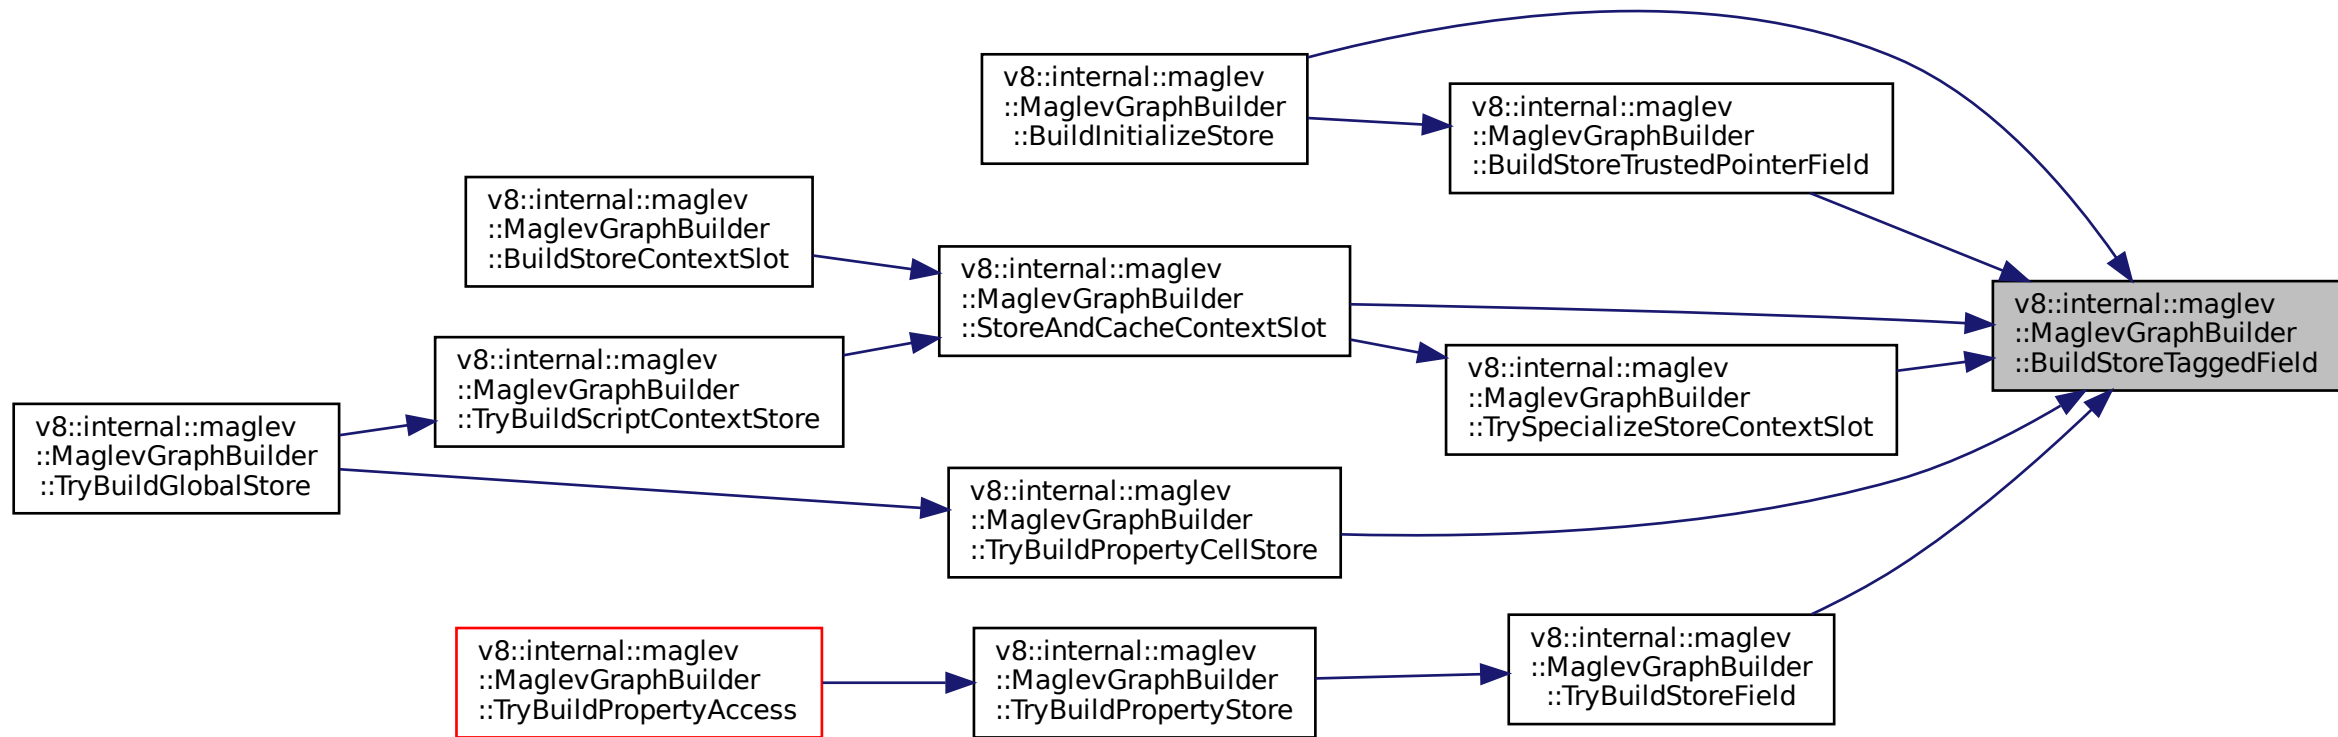 v8::internal::maglev
::MaglevGraphBuilder
::BuildInitializeStore
v8::internal::maglev
::MaglevGraphBuilder
::BuildStoreTrustedPointerField
v8::internal::maglev
::MaglevGraphBuilder
::BuildStoreContextSlot
v8::internal::maglev
::MaglevGraphBuilder
::StoreAndCacheContextSlot
v8::internal::maglev
::MaglevGraphBuilder
::BuildStoreTaggedField
v8::internal::maglev
::MaglevGraphBuilder
::TryBuildScriptContextStore
v8::internal::maglev
::MaglevGraphBuilder
::TrySpecializeStoreContextSlot
v8::internal::maglev
::MaglevGraphBuilder
::TryBuildGlobalStore
v8::internal::maglev
::MaglevGraphBuilder
::TryBuildPropertyCellStore
v8::internal::maglev
::MaglevGraphBuilder
::TryBuildPropertyAccess
v8::internal::maglev
::MaglevGraphBuilder
::TryBuildPropertyStore
v8::internal::maglev
::MaglevGraphBuilder
::TryBuildStoreField